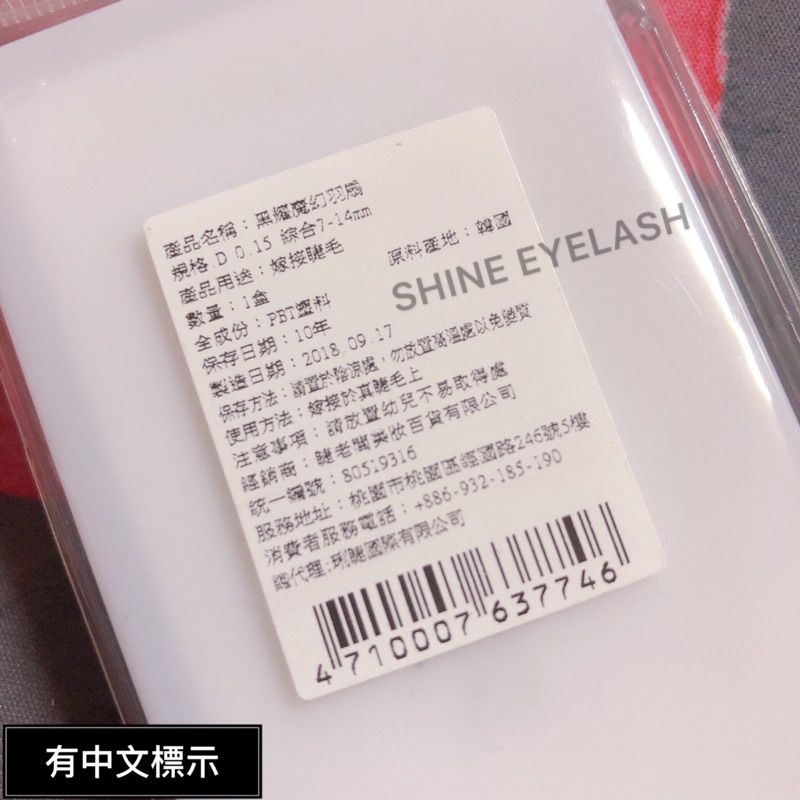 產品名稱：黑耀魔幻羽扇
規格 D 0.15 綜合7-14mm
產品用途：嫁接睫毛 原料產地：韓國
數量：1盒
全成份：PBT塑料
保存日期：10年
製造日期：2018.09.17
保存方法：請置於陰涼處，勿放置高溫處以免變質
使用方法：嫁接於真睫毛上
注意事項：請放置幼兒不易取得處
經銷商：睫老闆美妝百貨有限公司
統一編號：80519316
服務地址：桃園市桃園區經國路246號5樓
消費者服務電話：+886-932-185-190
總代理:琍睫國際有限公司
4710007637746
SHINE EYELASH
有中文標示